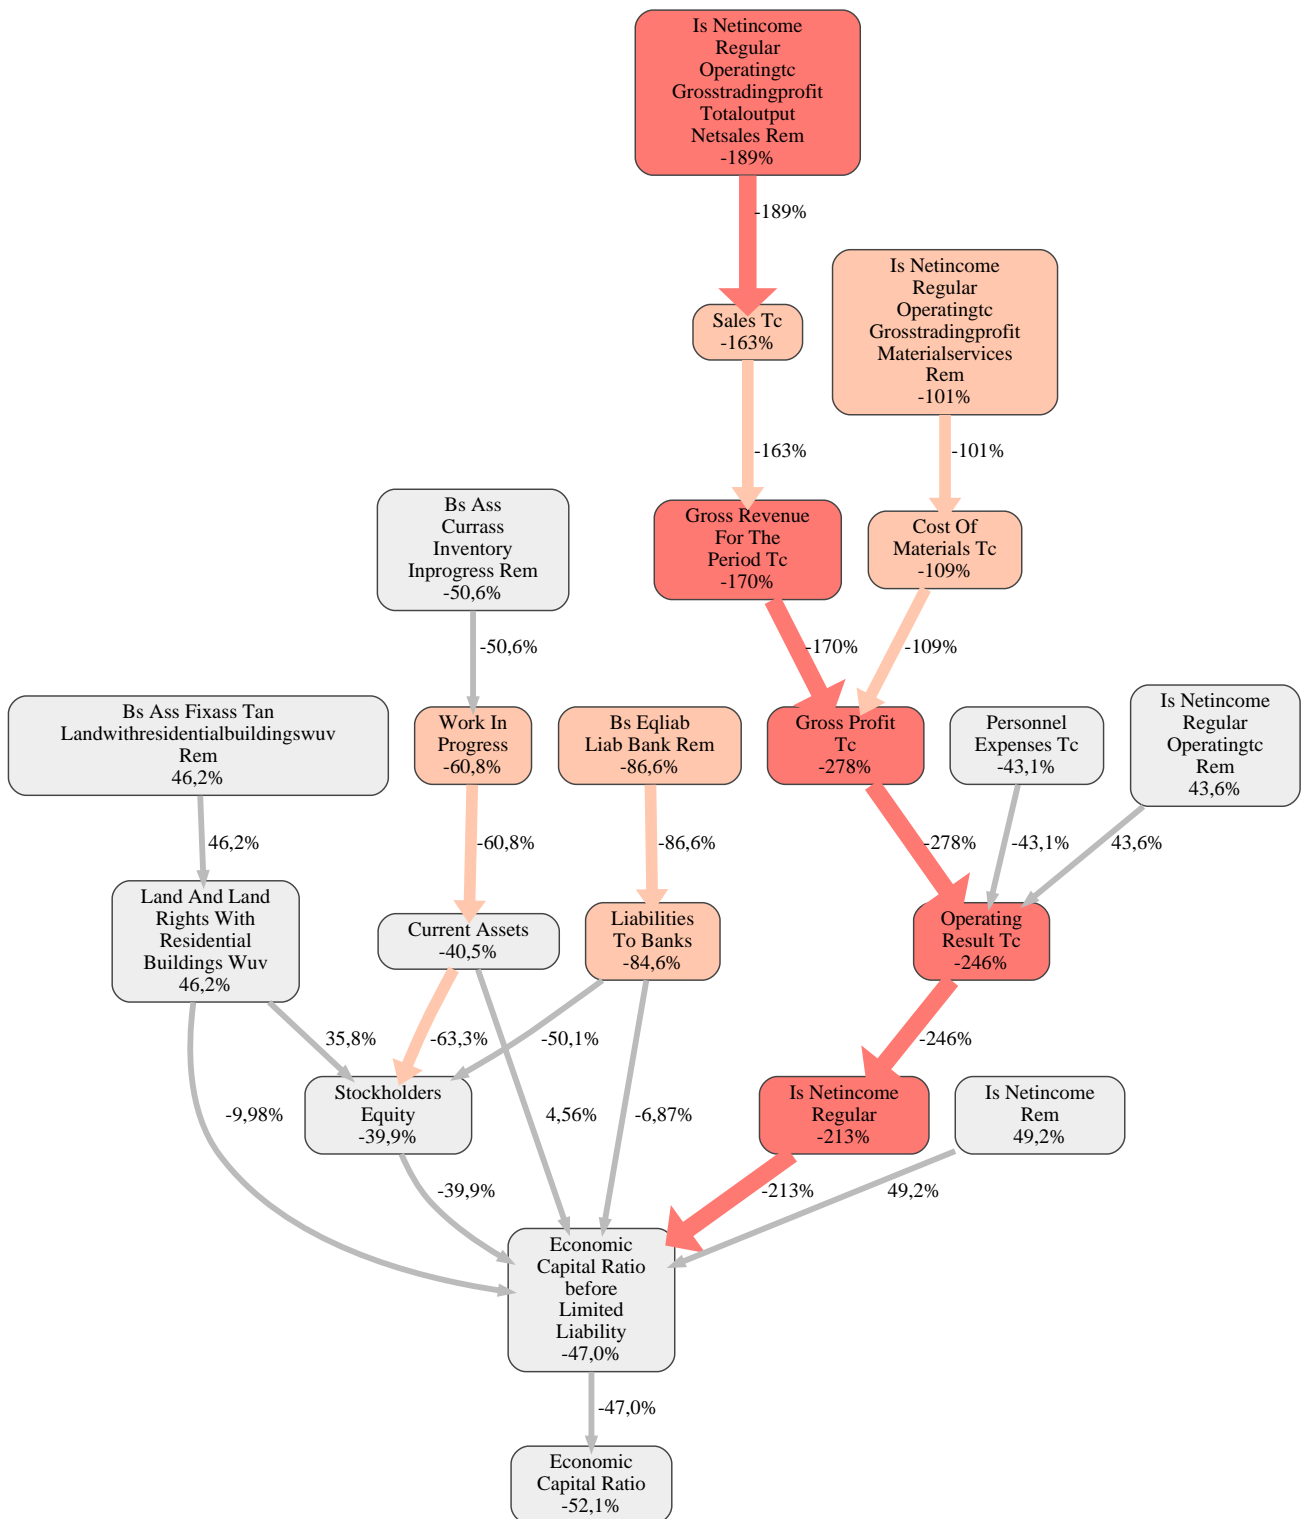 Is Netincome
Regular
Operatingtc
Grosstradingprofit
Totaloutput
Netsales Rem
-189%
-189%
Is Netincome
Regular
Operatingtc
Grosstradingprofit
Materialservices
Rem
-101%
Sales Tc
-163%
-163%
-101%
Bs Ass
Currass
Inventory
Inprogress Rem
-50,6%
Gross Revenue
For The
Period Tc
-170%
Cost Of
Materials Tc
-109%
-50,6%
-170%
-109%
Bs Ass Fixass Tan
Landwithresidentialbuildingswuv
Rem
46,2%
Work In
Progress
-60,8%
Bs Eqliab
Liab Bank Rem
-86,6%
Gross Profit
Tc
-278%
Personnel
Expenses Tc
-43,1%
Is Netincome
Regular
Operatingtc
Rem
43,6%
46,2%
-60,8%
-86,6%
-278%
-43,1%
43,6%
Land And Land
Rights With
Residential
Buildings Wuv
46,2%
Current Assets
-40,5%
Liabilities
To Banks
-84,6%
Operating
Result Tc
-246%
35,8%
-63,3%
-50,1%
-246%
Stockholders
Equity
-39,9%
Is Netincome
Regular
-213%
Is Netincome
Rem
49,2%
-9,98%
4,56%
-6,87%
-39,9%
-213%
49,2%
Economic
Capital Ratio
before
Limited
Liability
-47,0%
-47,0%
Economic
Capital Ratio
-52,1%